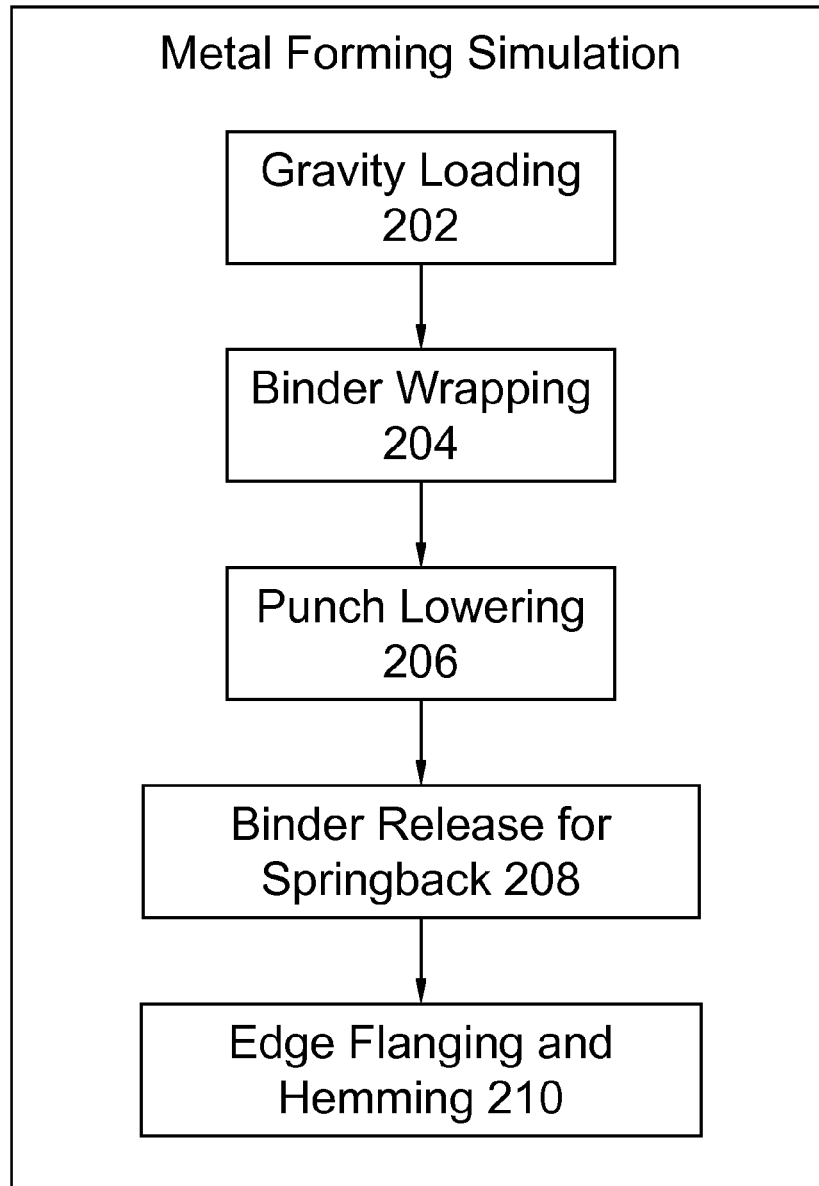 Metal Forming Simulation
Gravity Loading
202
Binder Wrapping
204
Punch Lowering
206
Binder Release for
Springback 208
Edge Flanging and
Hemming 210